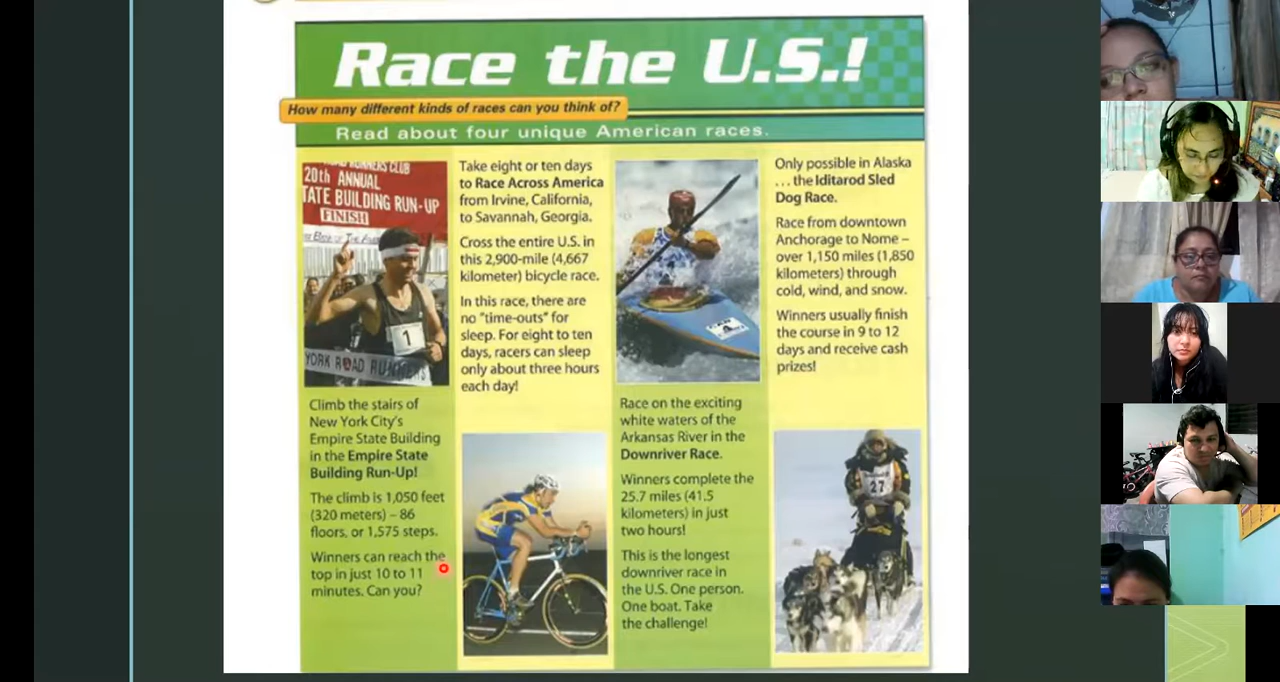 Race the U.S.!
How many different kinds of races can you think of?
Read about four unique American races.
20th ANNUAL
TATE BUILDING RUN-UP
FINISH
1
YORK ROAD RUNNERS
Climb the stairs of
New York City's
Empire State Building
in the Empire State
Building Run-Up!
The climb is 1,050 feet
(320 meters) – 86
floors, or 1,575 steps.
Winners can reach the
top in just 10 to 11
minutes. Can you?
Take eight or ten days
to Race Across America
from Irvine, California,
to Savannah, Georgia.
Cross the entire U.S. in
this 2,900-mile (4,667
kilometer) bicycle race.
In this race, there are
no "time-outs" for
sleep. For eight to ten
days, racers can sleep
only about three hours
each day!
Race on the exciting
white waters of the
Arkansas River in the
Downriver Race.
Winners complete the
25.7 miles (41.5
kilometers) in just
two hours!
This is the longest
downriver race in
the U.S. One person.
One boat. Take
the challenge!
Only possible in Alaska
. . . the Iditarod Sled
Dog Race.
Race from downtown
Anchorage to Nome –
over 1,150 miles (1,850
kilometers) through
cold, wind, and snow.
Winners usually finish
the course in 9 to 12
days and receive cash
prizes!
27